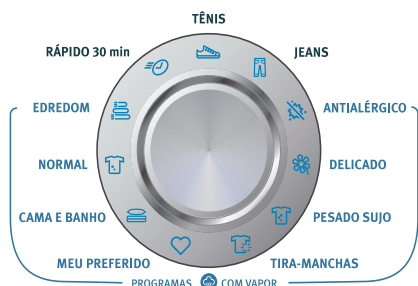 TÊNIS
RÁPIDO 30 min
JEANS
EDREDOM
ANTIALÉRGICO
NORMAL
DELICADO
CAMA E BANHO
PESADO SUJO
MEU PREFERIDO
TIRA-MANCHAS
PROGRAMAS COM VAPOR